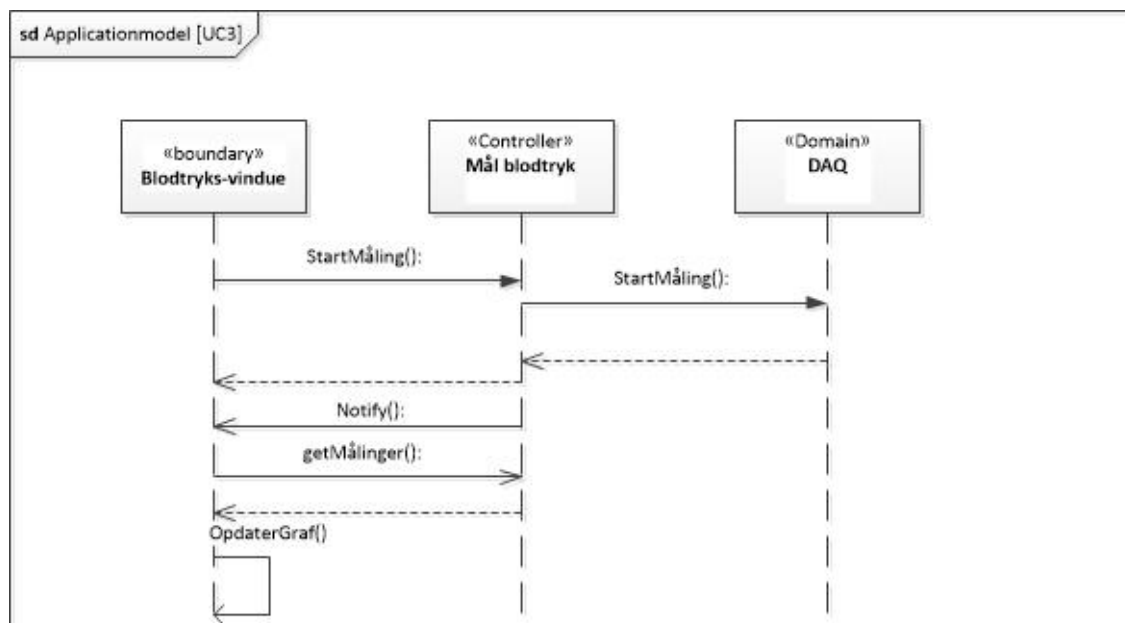 sd Applicationmodel [UC3]
«boundary»
Blodtryks-vindue
«Controller»
Mål blodtryk
«Domain»
DAQ
StartMåling():
StartMåling():
Notify():
getMålinger():
OpdaterGraf()